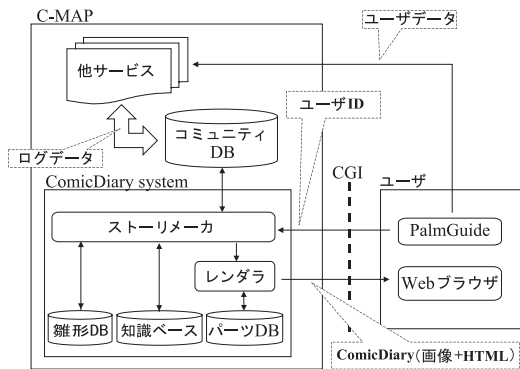 C-MAP
ユーザデータ
他サービス
ユーザID
コミュニティ
DB
ログデータ
ComicDiary system
CGI
ユーザ
ストーリメーカ
PalmGuide
レンダラ
Webブラウザ
雛形DB
知識ベース
パーツDB
ComicDiary(画像+HTML)